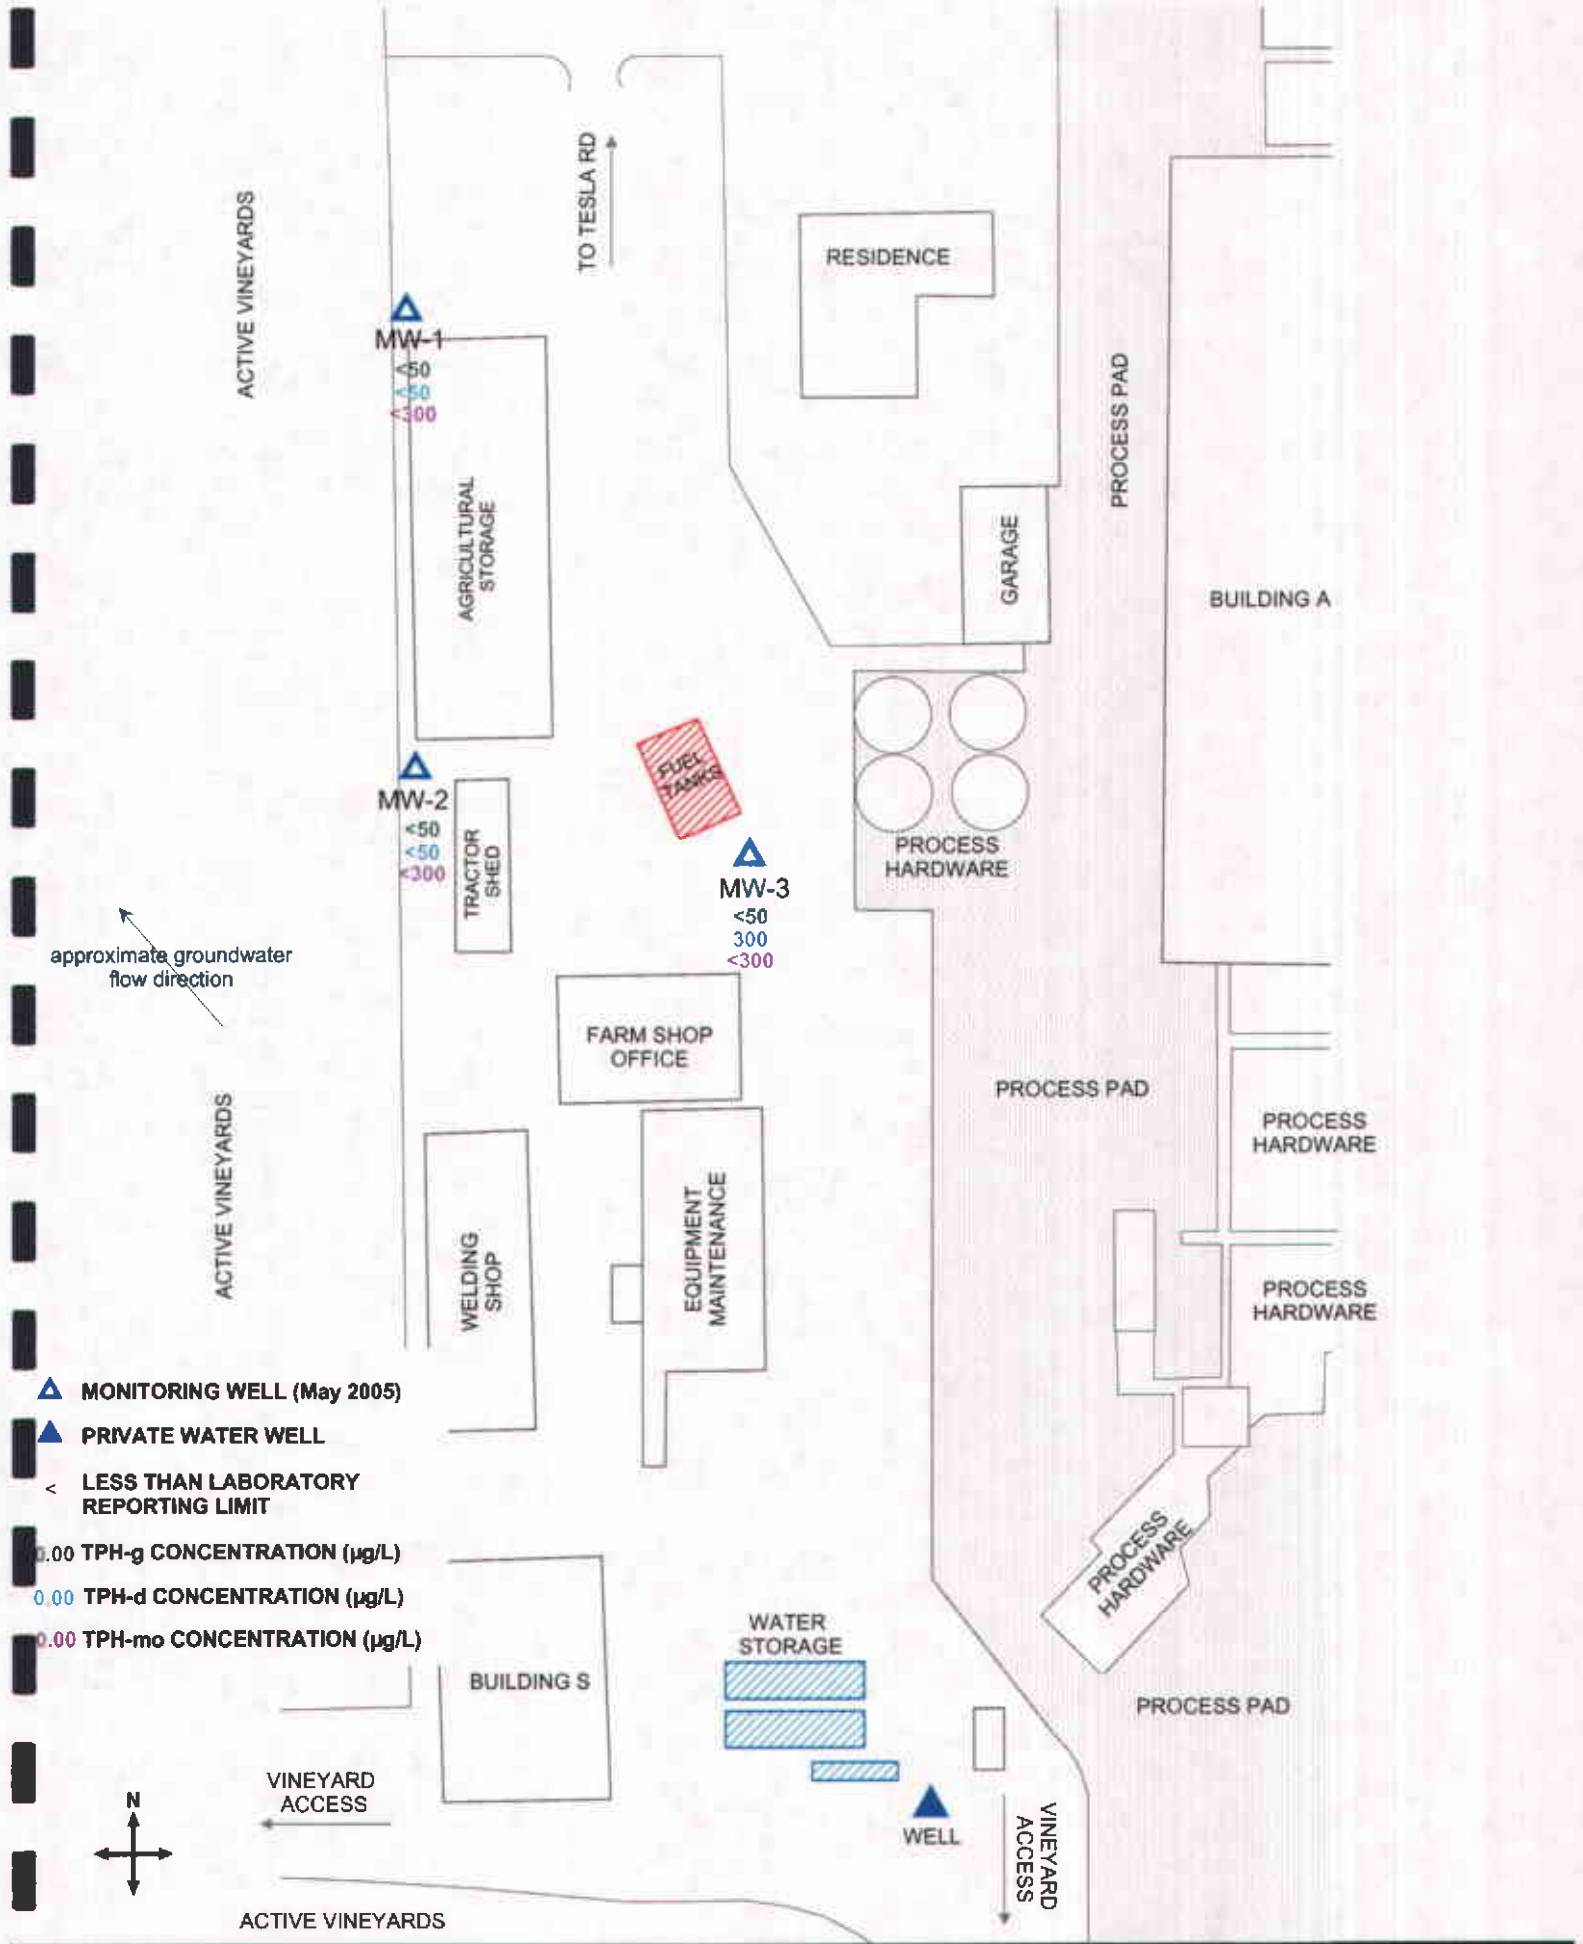 TO TESLA RD
ACTIVE VINEYARDS
RESIDENCE
MW-1
<50
<50
<300
PROCESS PAD
AGRICULTURAL
STORAGE
GARAGE
BUILDING A
FUEL
TANKS
MW-2
<50
<50
<300
TRACTOR
SHED
PROCESS
HARDWARE
MW-3
<50
300
<300
approximate groundwater
flow direction
FARM SHOP
OFFICE
PROCESS PAD
PROCESS
HARDWARE
ACTIVE VINEYARDS
WELDING
SHOP
EQUIPMENT
MAINTENANCE
PROCESS
HARDWARE
MONITORING WELL (May 2005)
PRIVATE WATER WELL
< LESS THAN LABORATORY
REPORTING LIMIT
0.00 TPH-g CONCENTRATION (µg/L)
0.00 TPH-d CONCENTRATION (µg/L)
0.00 TPH-mo CONCENTRATION (µg/L)
PROCESS
HARDWARE
WATER
STORAGE
BUILDING S
PROCESS PAD
VINEYARD
ACCESS
N
WELL
VINEYARD
ACCESS
ACTIVE VINEYARDS